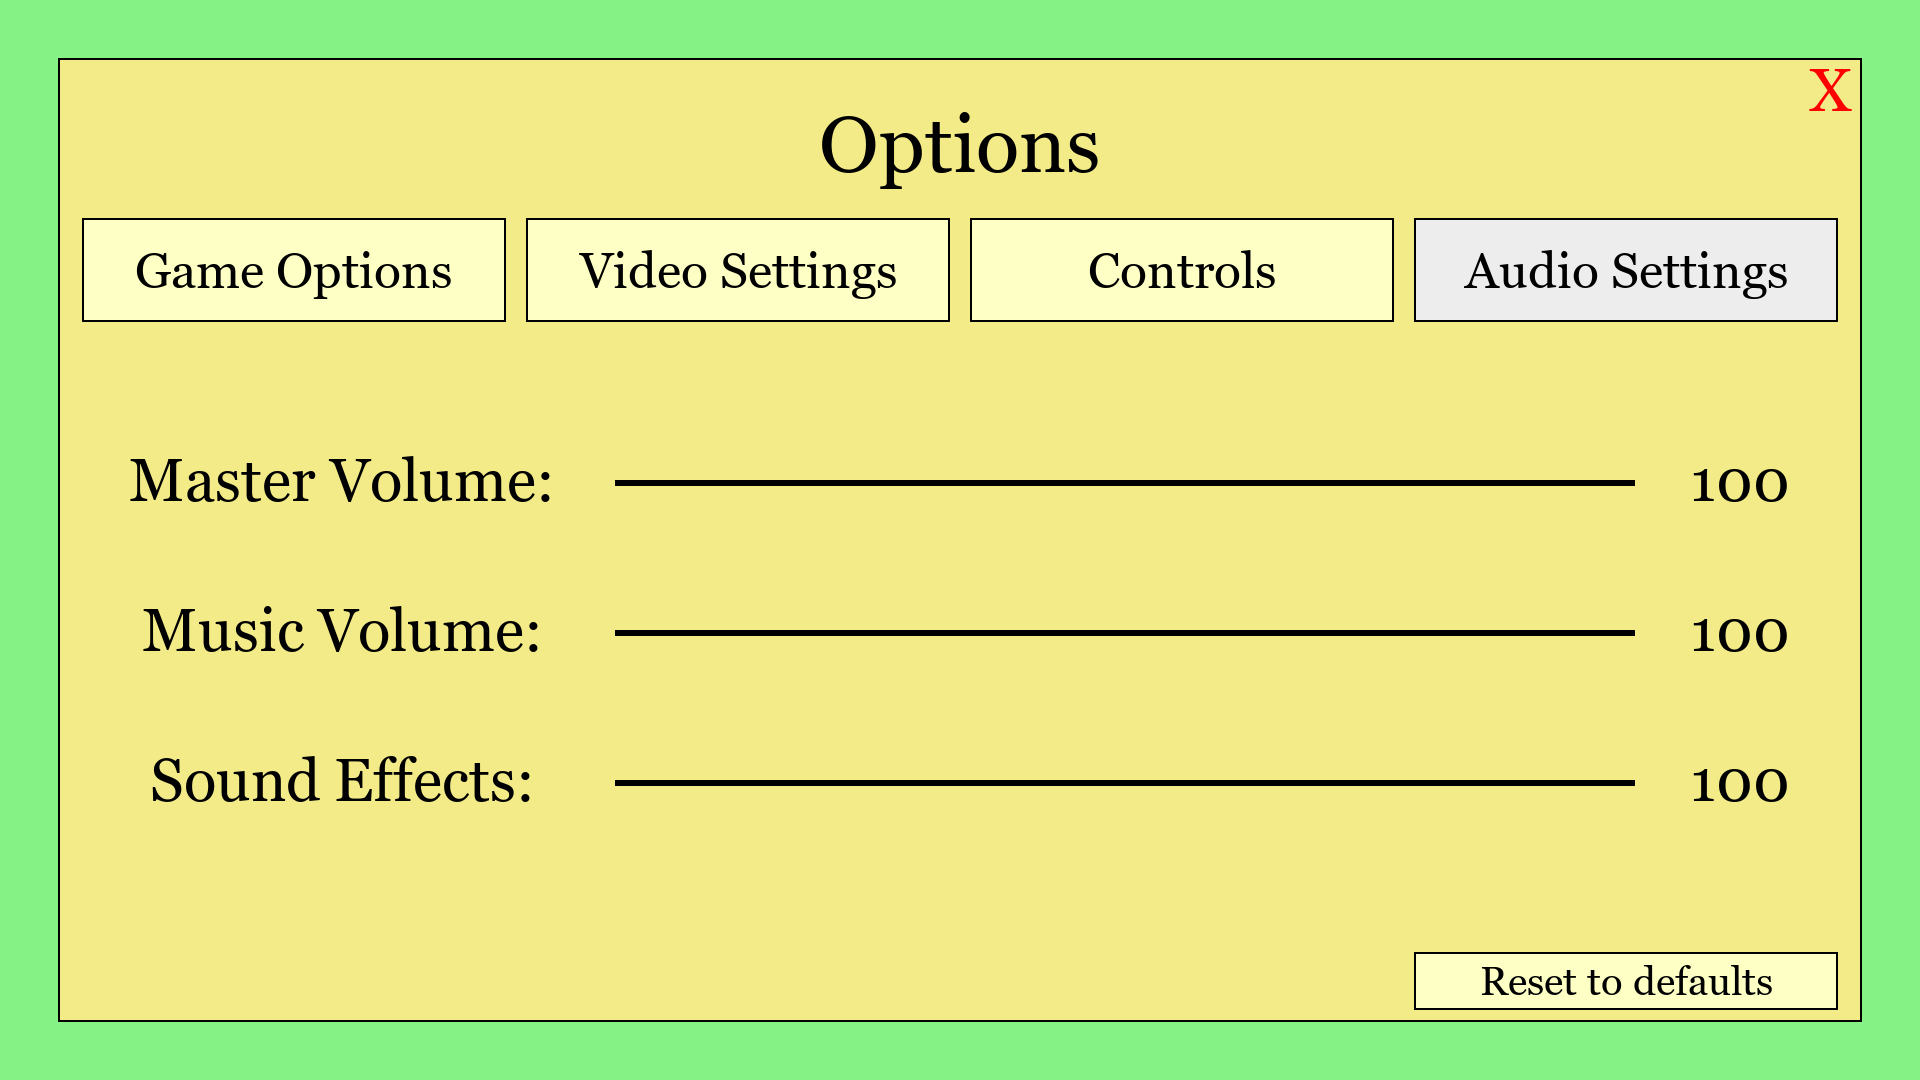 X
Options
Game Options
Video Settings
Controls
Audio Settings
Master Volume:
100
Music Volume:
100
Sound Effects:
100
Reset to defaults